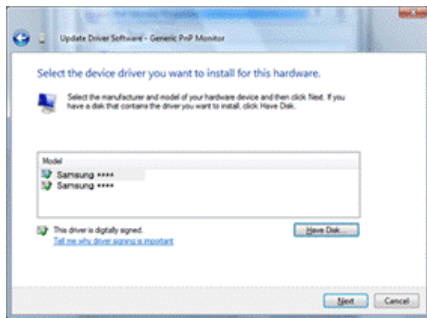 Update Driver Software - Generic PnP Monitor
Select the device driver you want to install for this hardware.
Select the manufacturer and model of your hardware device and then click Next. If you
have a disk that contains the driver you want to install, click Have Disk.
Model
Samsung ****
Samsung ****
This driver is digitally signed.
Have Disk...
Tell me why driver signing is important
Next
Cancel